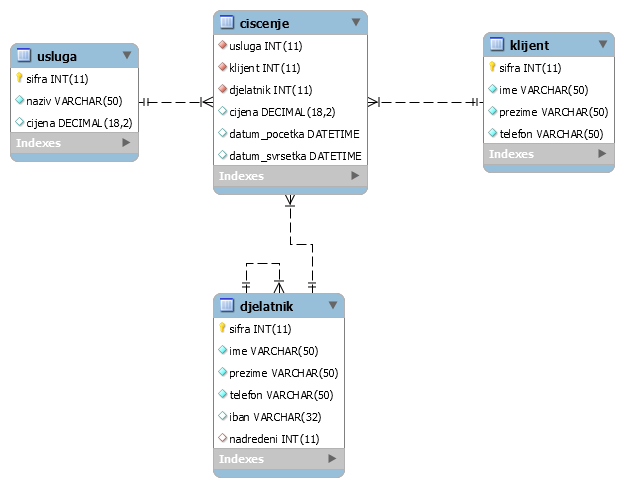 usluga
sifra INT(11)
naziv VARCHAR(50)
cijena DECIMAL(18,2)
Indexes
ciscenje
usluga INT(11)
klijent INT(11)
djelatnik INT(11)
cijena DECIMAL(18,2)
datum_pocetka DATETIME
datum_svrsetka DATETIME
Indexes
klijent
sifra INT(11)
ime VARCHAR(50)
prezime VARCHAR(50)
telefon VARCHAR(50)
Indexes
djelatnik
sifra INT(11)
ime VARCHAR(50)
prezime VARCHAR(50)
telefon VARCHAR(50)
iban VARCHAR(32)
nadredeni INT(11)
Indexes